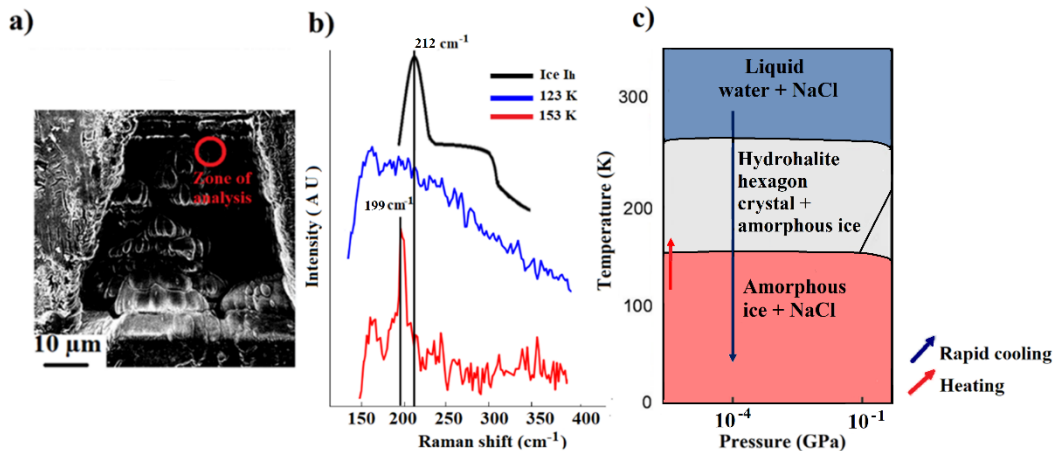 a)
Zone of
analysis
10 µm
b)
212 cm⁻¹
Ice Iₕ
123 K
153 K
199 cm⁻¹
Intensity ( A U )
150
200
250
300
350
400
Raman shift (cm⁻¹)
c)
Temperature (K)
300
200
100
0
Liquid
water + NaCl
Hydrohalite
hexagon
crystal +
amorphous ice
Amorphous
ice + NaCl
10⁻⁴
10⁻¹
Pressure (GPa)
Rapid cooling
Heating